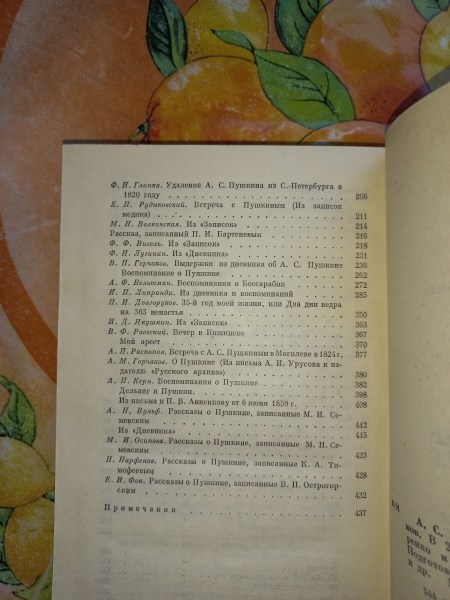 Ф. Н. Глинка. Удаление А. С. Пушкина из С.-Петербурга в
1820 году . . . . . . . . . . . . . . . . 206
Е. П. Рудыковский. Встреча с Пушкиным (Из записок
медика) . . . . . . . . . . . . . . . . 211
М. Н. Волконская. Из «Записок» . . . . . . . . 214
Рассказ, записанный П. И. Бартеневым . . . . . . 216
Ф. Ф. Вигель. Из «Записок» . . . . . . . . . . 218
Ф. Н. Лугинин. Из «Дневника» . . . . . . . . . 231
В. П. Горчаков. Выдержки из дневника об А. С. Пушкине 236
Воспоминание о Пушкине . . . . . . . . . . . 262
А. Ф. Вельтман. Воспоминания о Бессарабии . . . . 272
И. П. Липранди. Из дневника и воспоминаний . . . . 285
П. И. Долгоруков. 35-й год моей жизни, или Два дни ведра
на 363 ненастья . . . . . . . . . . . . . 350
И. Д. Якушкин. Из «Записок» . . . . . . . . . 363
В. Ф. Раевский. Вечер в Кишиневе . . . . . . . 367
Мой арест . . . . . . . . . . . . . . . 370
А. П. Распопов. Встреча с А. С. Пушкиным в Могилеве в 1824 г. 377
А. М. Горчаков. О Пушкине (Из письма А. И. Урусова к из-
дателю «Русского архива») . . . . . . . . . . 380
А. П. Керн. Воспоминания о Пушкине . . . . . . 382
Дельвиг и Пушкин . . . . . . . . . . . . 398
Из письма к П. В. Анненкову от 6 июня 1859 г. . . . 408
А. Н. Вульф. Рассказы о Пушкине, записанные М. И. Се-
мевским . . . . . . . . . . . . . . . . 412
Из «Дневника» . . . . . . . . . . . . . . 415
М. И. Осипова. Рассказы о Пушкине, записанные М. И. Се-
мевским . . . . . . . . . . . . . . . . 423
П. Парфенов. Рассказы о Пушкине, записанные К. А. Ти-
мофеевым . . . . . . . . . . . . . . . . 428
Е. И. Фок. Рассказы о Пушкине, записанные В. П. Острогор-
ским . . . . . . . . . . . . . . . . . 432
Примечания . . . . . . . . . . . . . . . 437
А. С.
ков. В 2
ренко и
Подготов
и др.